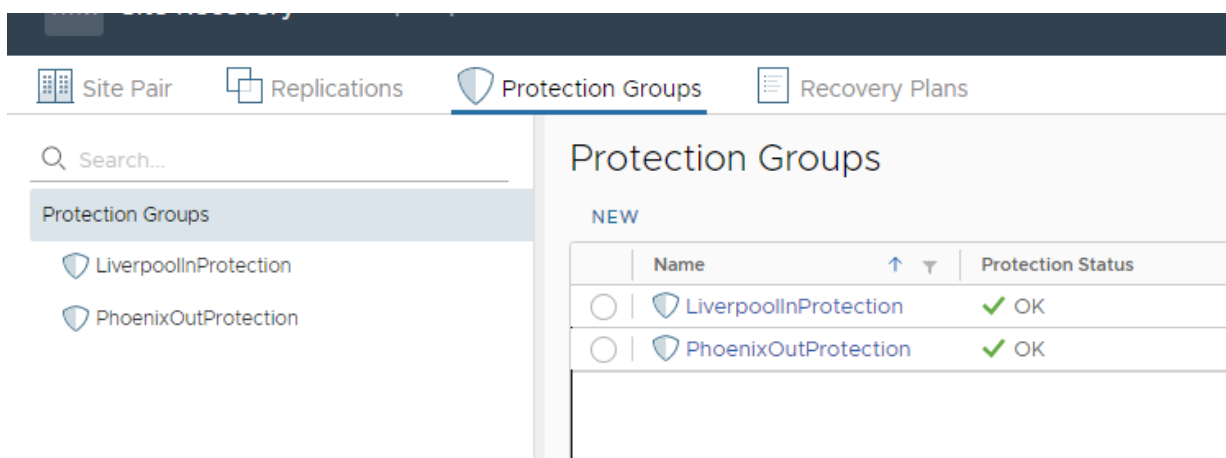 Site Pair
Replications
Protection Groups
Recovery Plans
Search...
Protection Groups
LiverpoolInProtection
PhoenixOutProtection
Protection Groups
NEW
Name
Protection Status
LiverpoolInProtection
OK
PhoenixOutProtection
OK